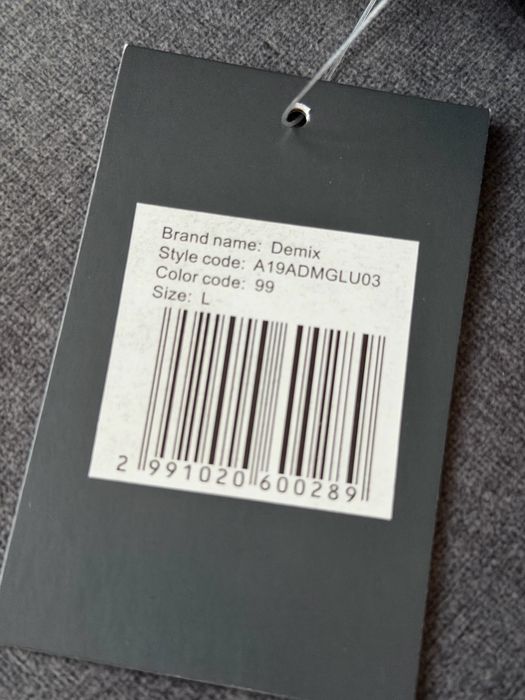 Brand name: Demix
Style code: A19ADMGLU03
Color code: 99
Size: L
2 991020 600289